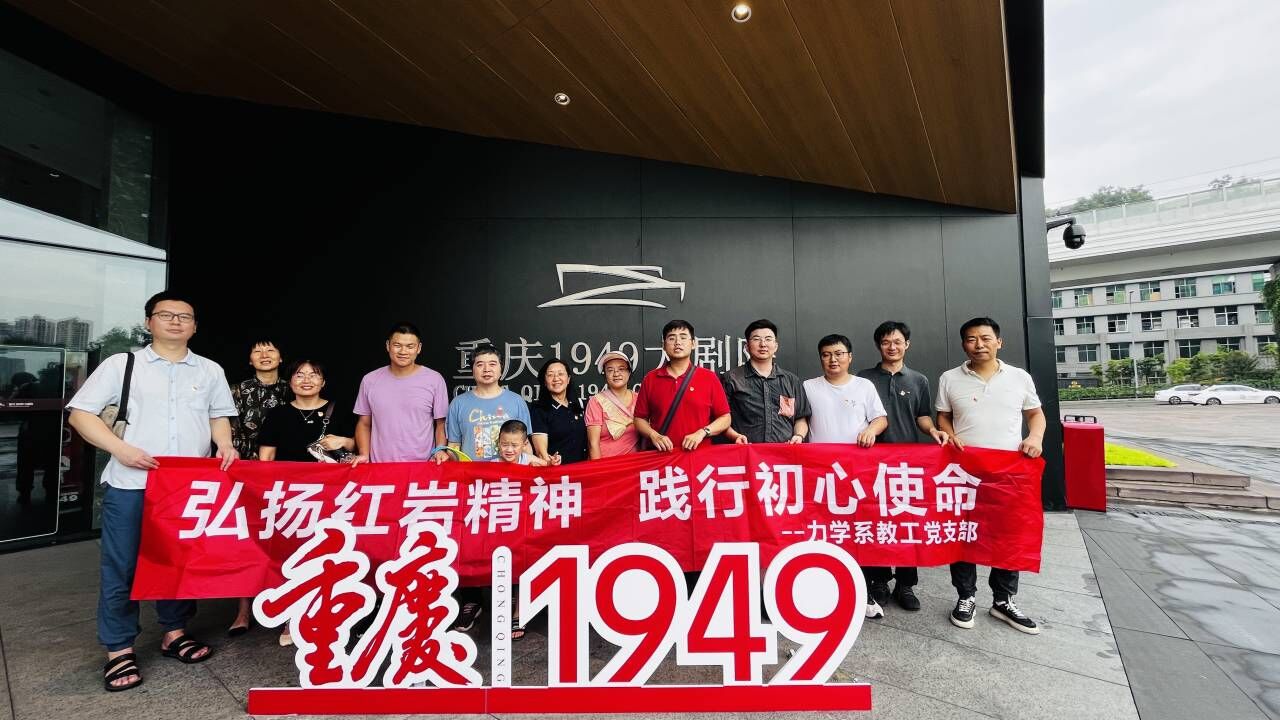 重庆1949大剧院
弘扬红岩精神 践行初心使命
--力学系教工党支部
重庆
CHONGQING
1949